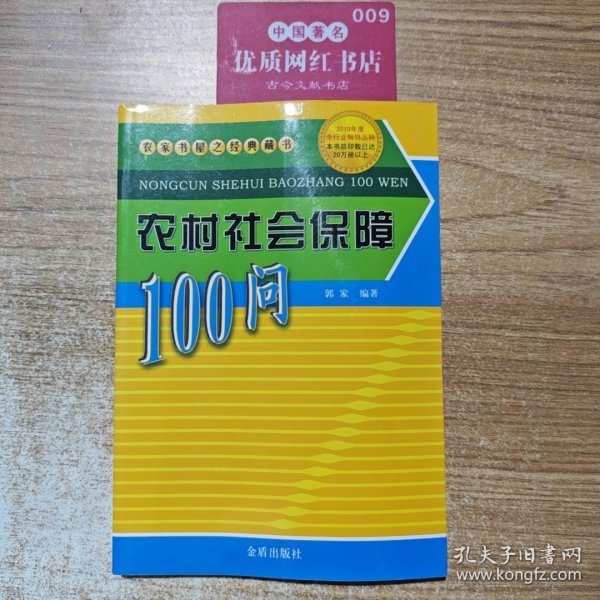 009
中国著名
优质网红书店
古今文献书店
农家书屋之经典藏书
2010年度
全行业畅销品种
本书总印数已达
20万册以上
NONGCUN SHEHUI BAOZHANG 100 WEN
农村社会保障
100问
郭家 编著
金盾出版社
孔夫子旧书网
www.kongfz.com